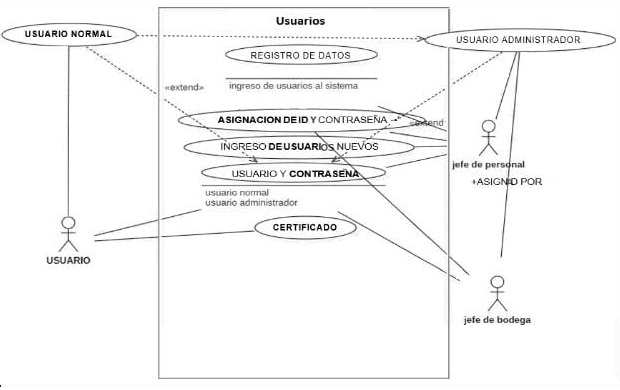 Usuarios
USUARIO NORMAL
USUARIO ADMINISTRADOR
REGISTRO DE DATOS
«extend»
ingreso de usuarios al sistema
ASIGNACION DE ID Y CONTRASEÑA
«extend
INGRESO DE USUARIOS NUEVOS
jefe de personal
USUARIO Y CONTRASEÑA
+ASIGNID POR
usuario normal
usuario administrador
CERTIFICADO
USUARIO
jefe de bodega